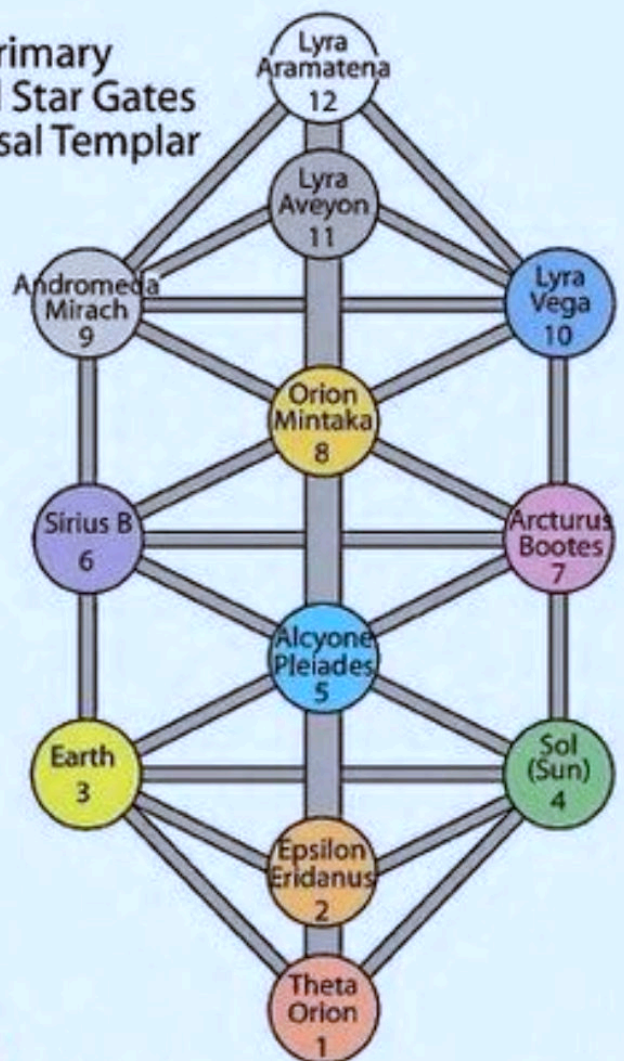 rimary
l Star Gates
sal Templar
Lyra
Aramatena
12
Lyra
Aveyon
11
Andromeda
Mirach
9
Lyra
Vega
10
Orion
Mintaka
8
Sirius B
6
Arcturus
Bootes
7
Alcyone
Pleiades
5
Earth
3
Sol
(Sun)
4
Epsilon
Eridanus
2
Theta
Orion
1